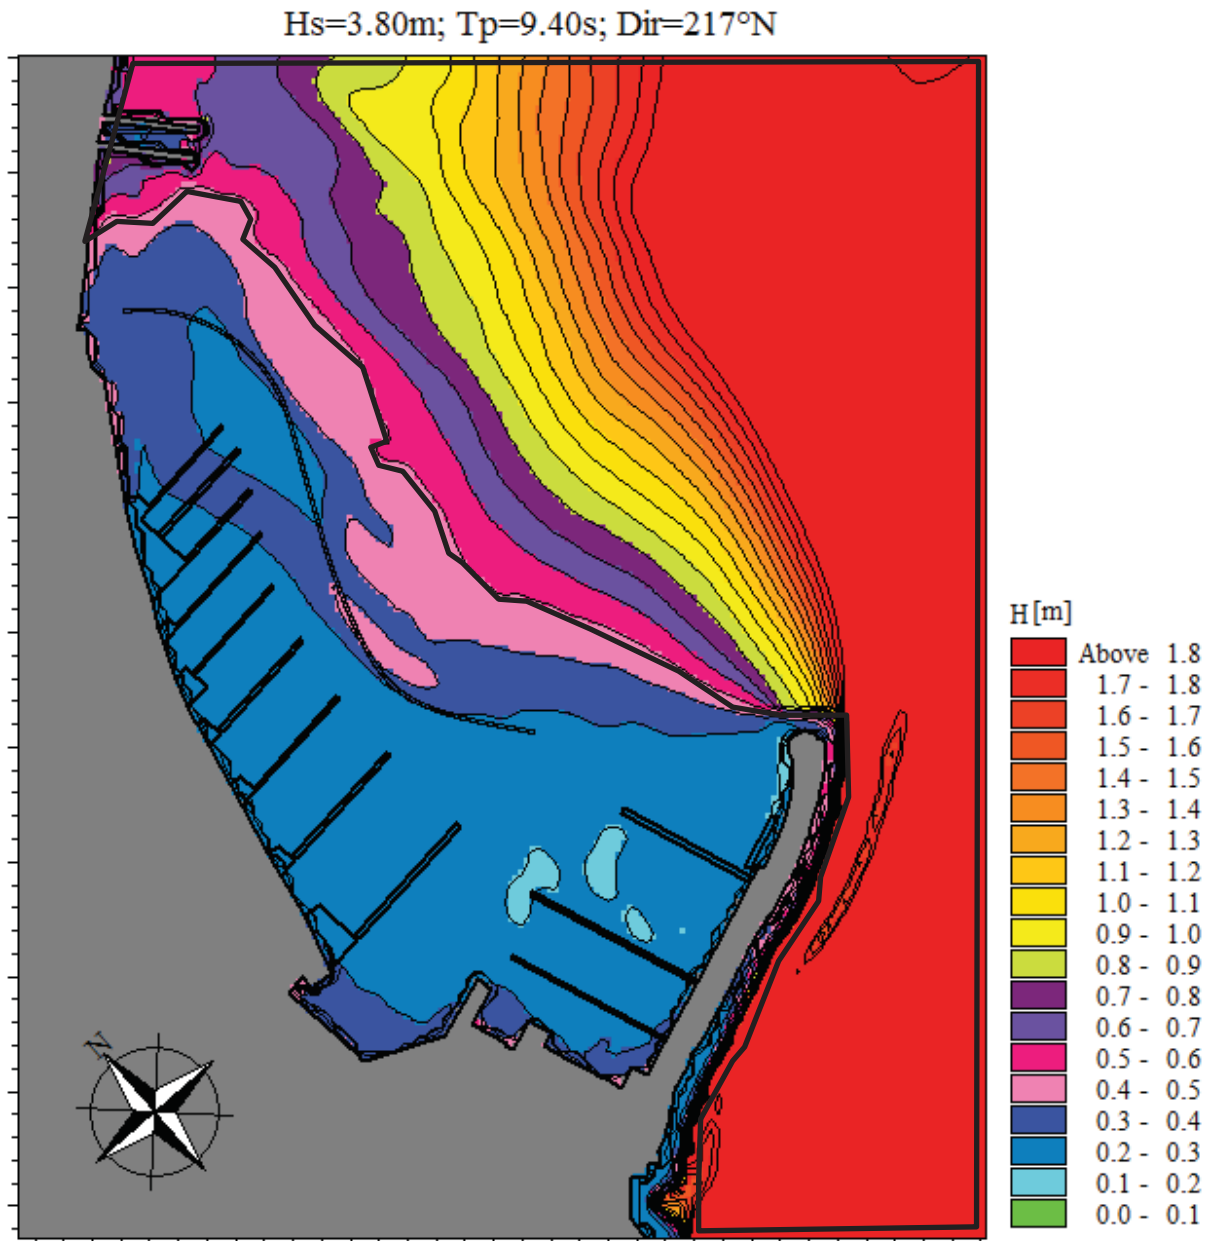 Hs=3.80m; Tp=9.40s; Dir=217°N
H [m]
Above 1.8
1.7 - 1.8
1.6 - 1.7
1.5 - 1.6
1.4 - 1.5
1.3 - 1.4
1.2 - 1.3
1.1 - 1.2
1.0 - 1.1
0.9 - 1.0
0.8 - 0.9
0.7 - 0.8
0.6 - 0.7
0.5 - 0.6
0.4 - 0.5
0.3 - 0.4
0.2 - 0.3
0.1 - 0.2
0.0 - 0.1
N